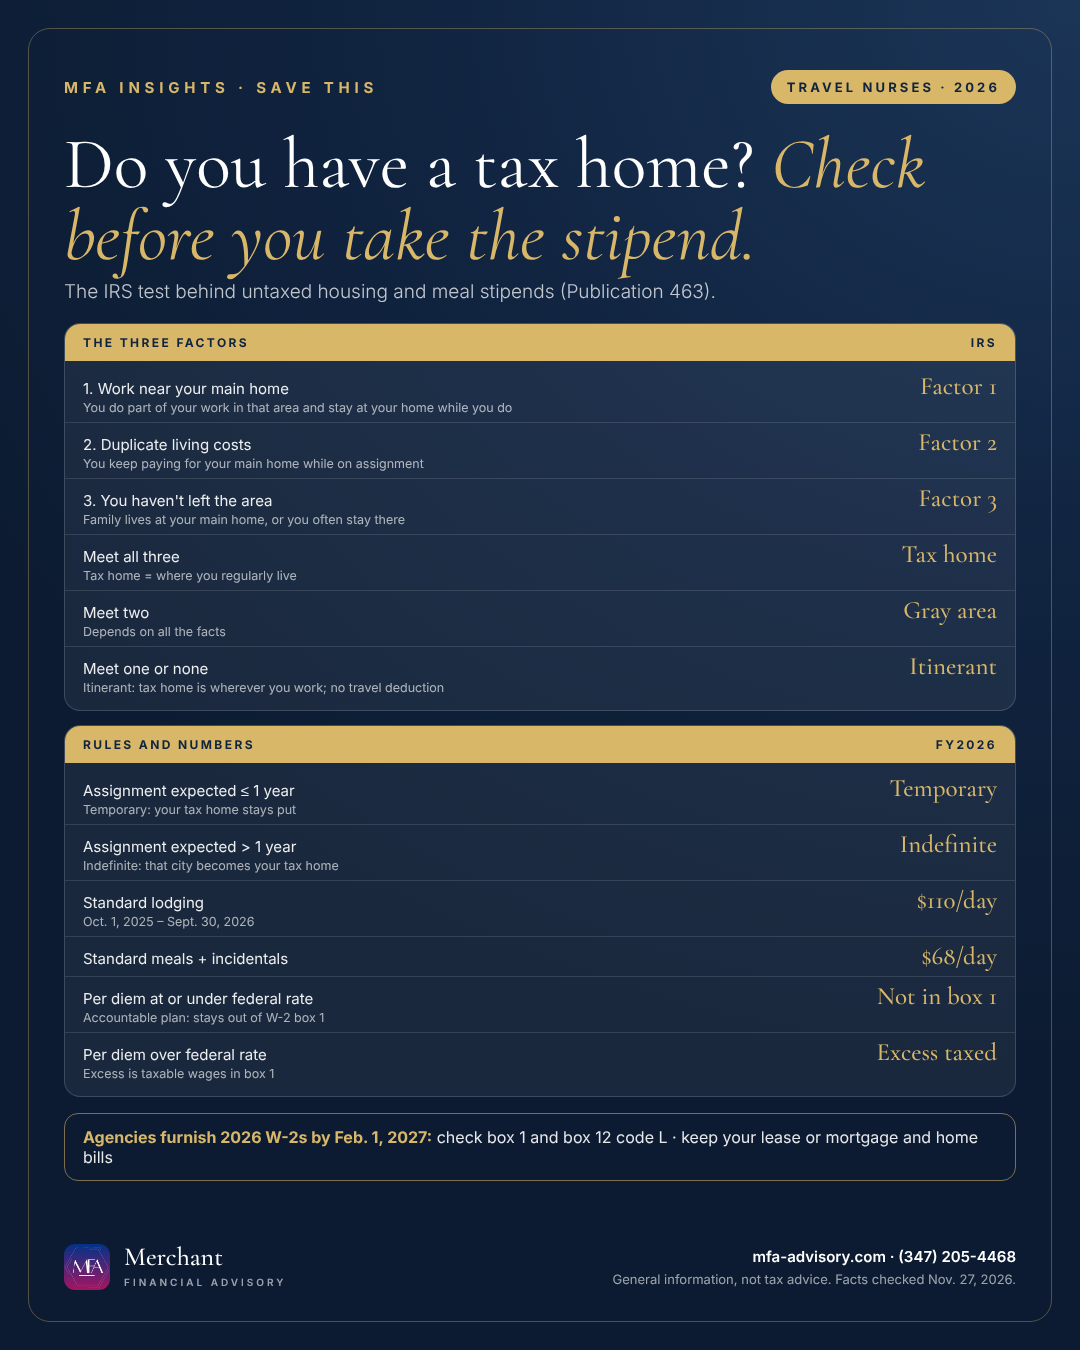 MFA INSIGHTS · SAVE THIS
TRAVEL NURSES · 2026
Do you have a tax home? Check
before you take the stipend.
The IRS test behind untaxed housing and meal stipends (Publication 463).
THE THREE FACTORS IRS
1. Work near your main home Factor 1
You do part of your work in that area and stay at your home while you do
2. Duplicate living costs Factor 2
You keep paying for your main home while on assignment
3. You haven't left the area Factor 3
Family lives at your main home, or you often stay there
Meet all three Tax home
Tax home = where you regularly live
Meet two Gray area
Depends on all the facts
Meet one or none Itinerant
Itinerant: tax home is wherever you work; no travel deduction
RULES AND NUMBERS FY2026
Assignment expected ≤ 1 year Temporary
Temporary: your tax home stays put
Assignment expected > 1 year Indefinite
Indefinite: that city becomes your tax home
Standard lodging $110/day
Oct. 1, 2025 – Sept. 30, 2026
Standard meals + incidentals $68/day
Per diem at or under federal rate Not in box 1
Accountable plan: stays out of W-2 box 1
Per diem over federal rate Excess taxed
Excess is taxable wages in box 1
Agencies furnish 2026 W-2s by Feb. 1, 2027: check box 1 and box 12 code L · keep your lease or mortgage and home
bills
MFA
Merchant
FINANCIAL ADVISORY
mfa-advisory.com · (347) 205-4468
General information, not tax advice. Facts checked Nov. 27, 2026.